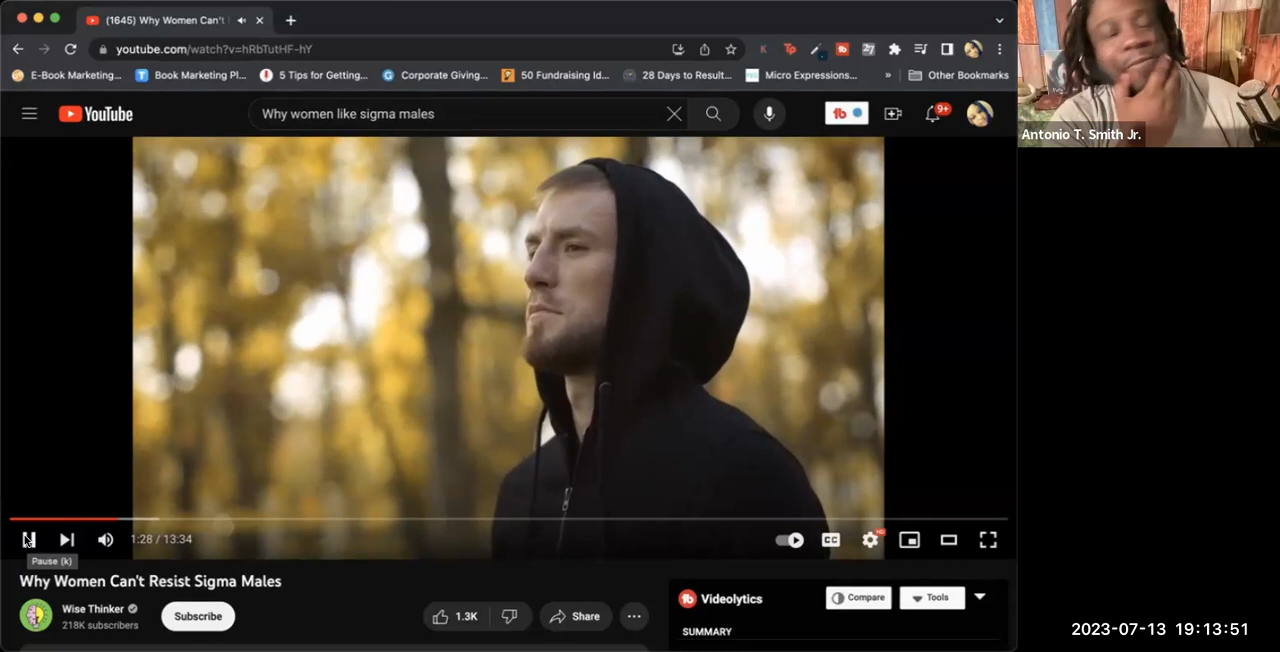 (1645) Why Women Can't
youtube.com/watch?v=hRbTutHF-hY
E-Book Marketing...
Book Marketing Pl...
5 Tips for Getting...
Corporate Giving...
50 Fundraising Id...
28 Days to Result...
Micro Expressions...
»
Other Bookmarks
YouTube
Why women like sigma males
9+
Antonio T. Smith Jr.
1:28 / 13:34
CC
HD
Pause (k)
Why Women Can't Resist Sigma Males
Wise Thinker
218K subscribers
Subscribe
1.3K
Share
Videolytics
Compare
Tools
SUMMARY
2023-07-13 19:13:51